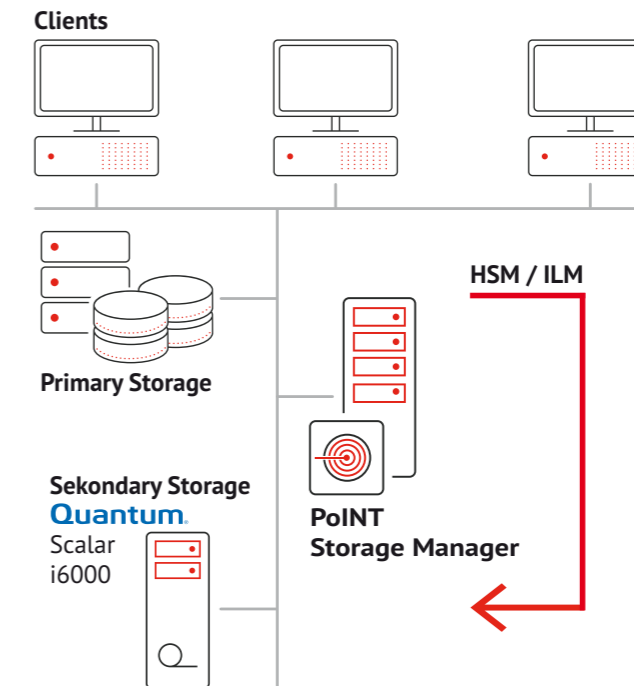 Clients
HSM / ILM
Primary Storage
Sekondary Storage
Quantum.
Scalar
i6000
PoINT
Storage Manager